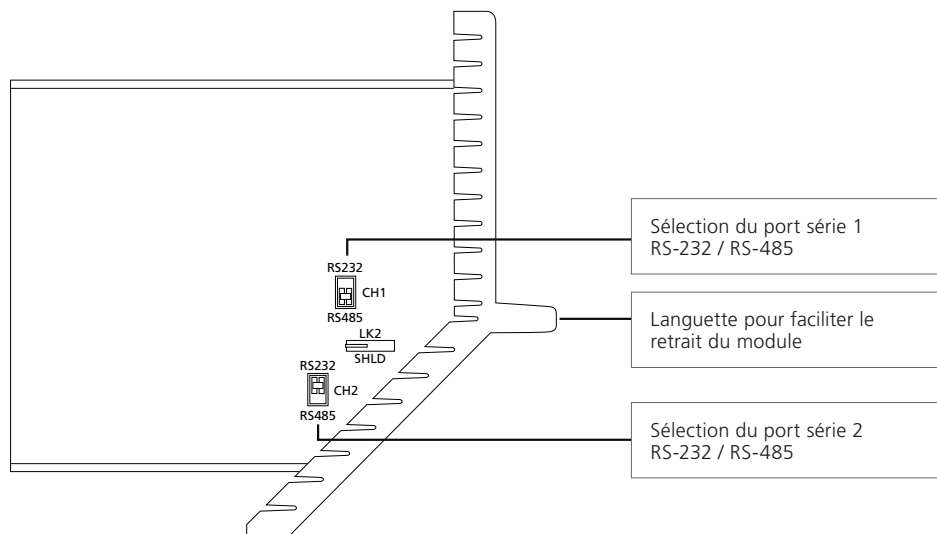 Sélection du port série 1
RS-232 / RS-485
RS232
CH1
RS485
Languette pour faciliter le
retrait du module
LK2
SHLD
RS232
CH2
RS485
Sélection du port série 2
RS-232 / RS-485